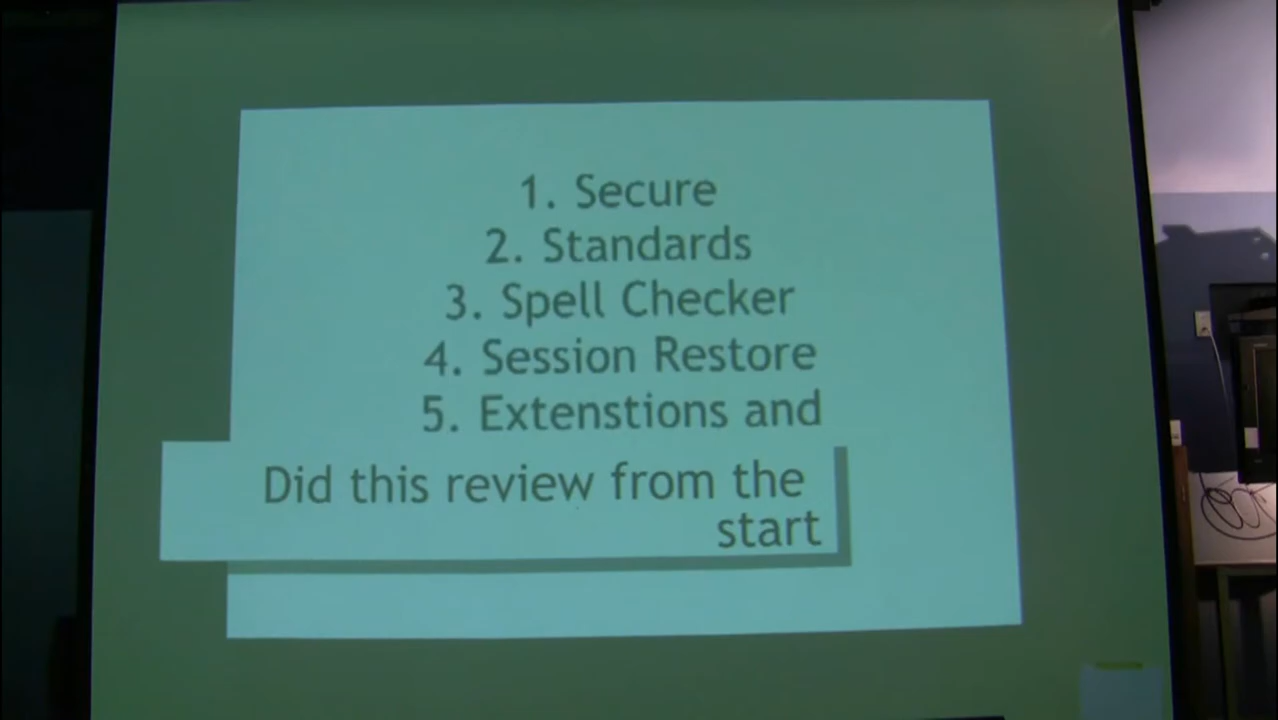 1. Secure
2. Standards
3. Spell Checker
4. Session Restore
5. Extenstions and
Did this review from the
start